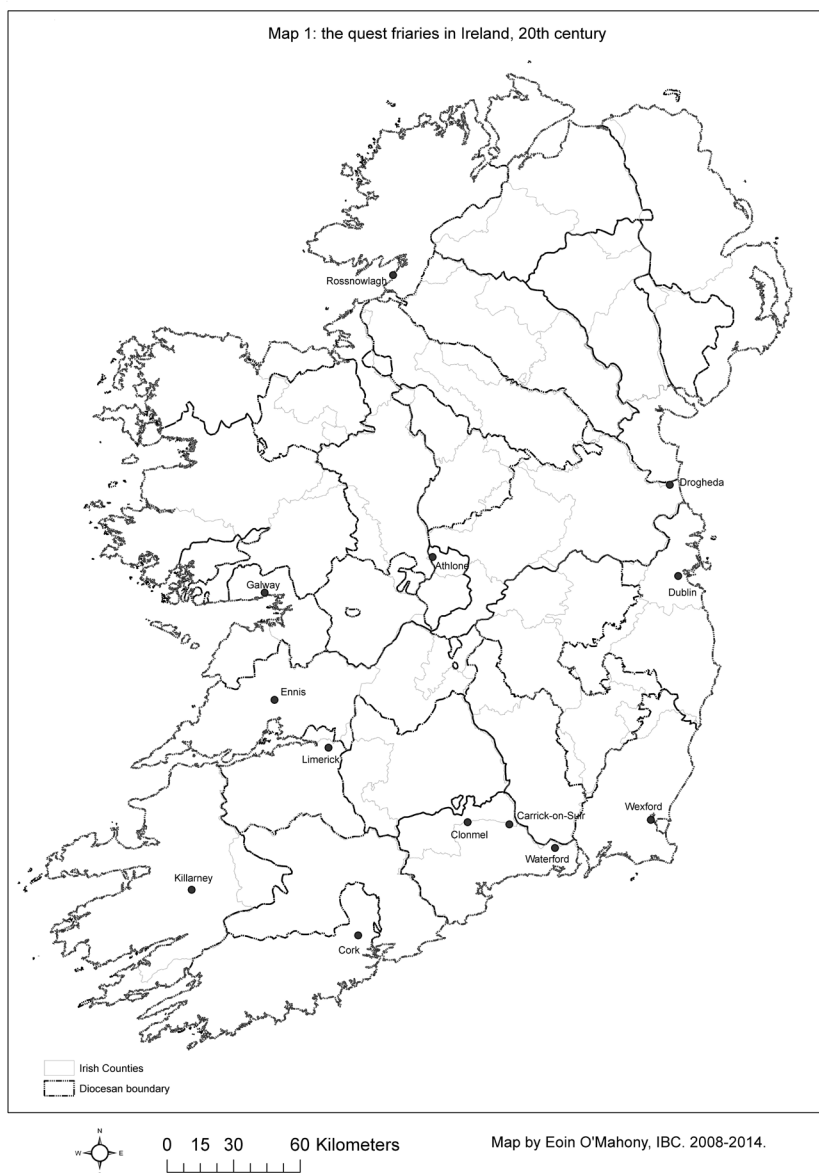 Map 1: the quest friaries in Ireland, 20th century
Rossnowlagh
Drogheda
Athlone
Dublin
Galway
Ennis
Limerick
Wexford
Carrick-on-Suir
Clonmel
Waterford
Killarney
Cork
Irish Counties
Diocesan boundary
N
W E
S
0 15 30 60 Kilometers
Map by Eoin O'Mahony, IBC. 2008-2014.